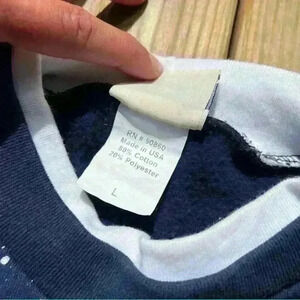 RN # 50860
Made in USA
80% Cotton
20% Polyester
L